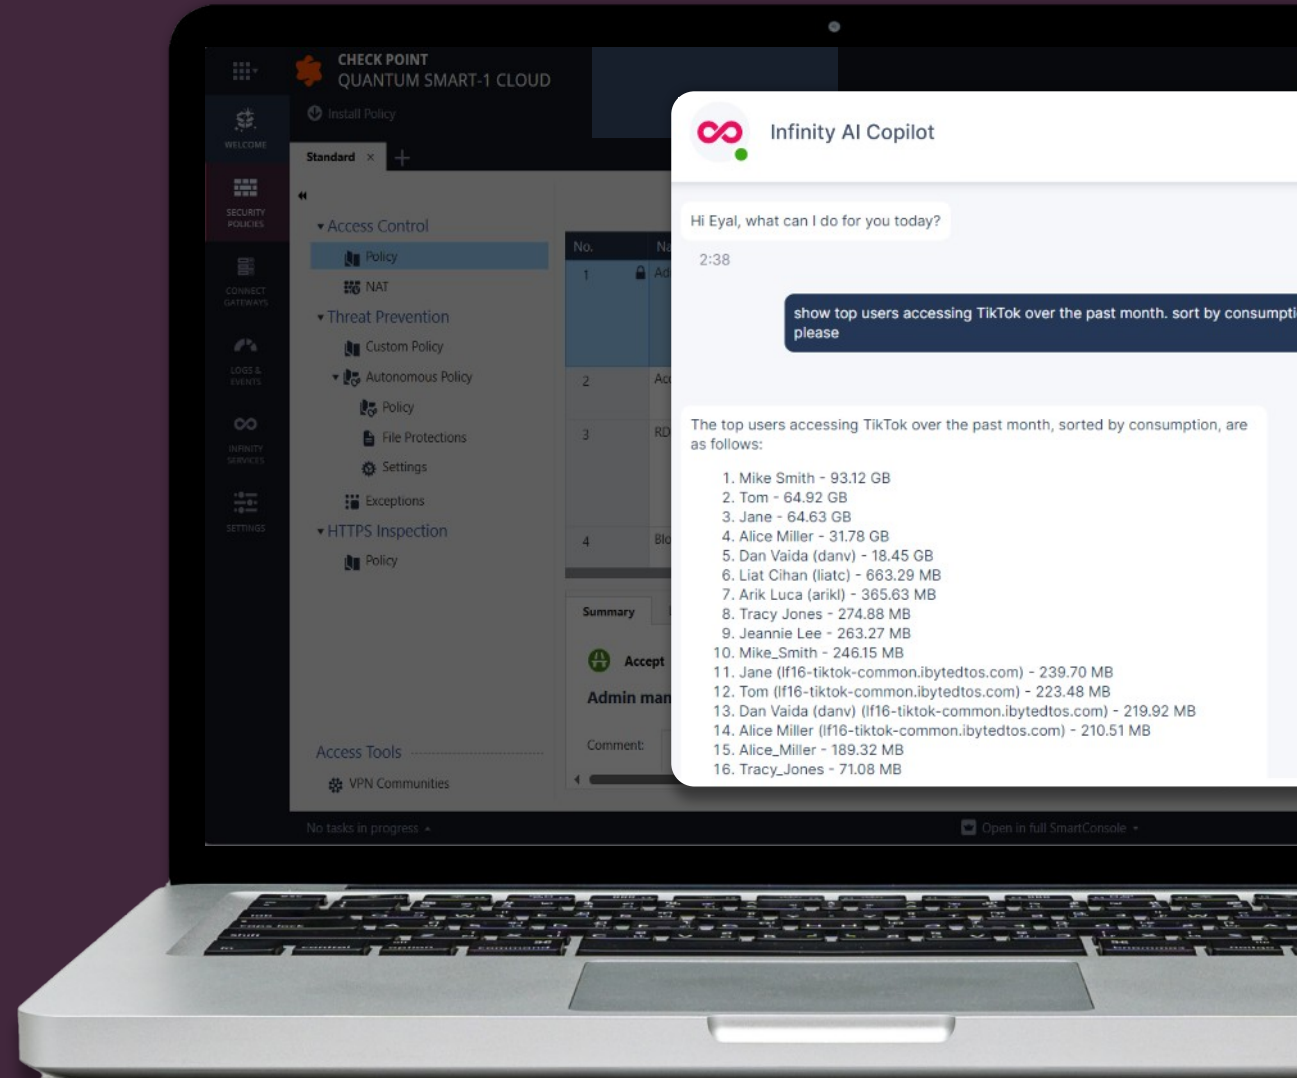 CHECK POINT
QUANTUM SMART-1 CLOUD
Install Policy
WELCOME
Standard
SECURITY
POLICIES
CONNECT
GATEWAYS
LOGS &
EVENTS
INFINITY
SERVICES
SETTINGS
Access Control
Policy
NAT
Threat Prevention
Custom Policy
Autonomous Policy
Policy
File Protections
Settings
Exceptions
HTTPS Inspection
Policy
Access Tools
VPN Communities
No. Na
1 Ad
2 Acc
3 RD
4 Blo
Summary
Accept
Admin man
Comment:
No tasks in progress
Open in full SmartConsole
Infinity AI Copilot
Hi Eyal, what can I do for you today?
2:38
show top users accessing TikTok over the past month. sort by consumpti
please
The top users accessing TikTok over the past month, sorted by consumption, are
as follows:
1. Mike Smith - 93.12 GB
2. Tom - 64.92 GB
3. Jane - 64.63 GB
4. Alice Miller - 31.78 GB
5. Dan Vaida (danv) - 18.45 GB
6. Liat Cihan (liatc) - 663.29 MB
7. Arik Luca (arikl) - 365.63 MB
8. Tracy Jones - 274.88 MB
9. Jeannie Lee - 263.27 MB
10. Mike_Smith - 246.15 MB
11. Jane (lf16-tiktok-common.ibytedtos.com) - 239.70 MB
12. Tom (lf16-tiktok-common.ibytedtos.com) - 223.48 MB
13. Dan Vaida (danv) (lf16-tiktok-common.ibytedtos.com) - 219.92 MB
14. Alice Miller (lf16-tiktok-common.ibytedtos.com) - 210.51 MB
15. Alice_Miller - 189.32 MB
16. Tracy_Jones - 71.08 MB